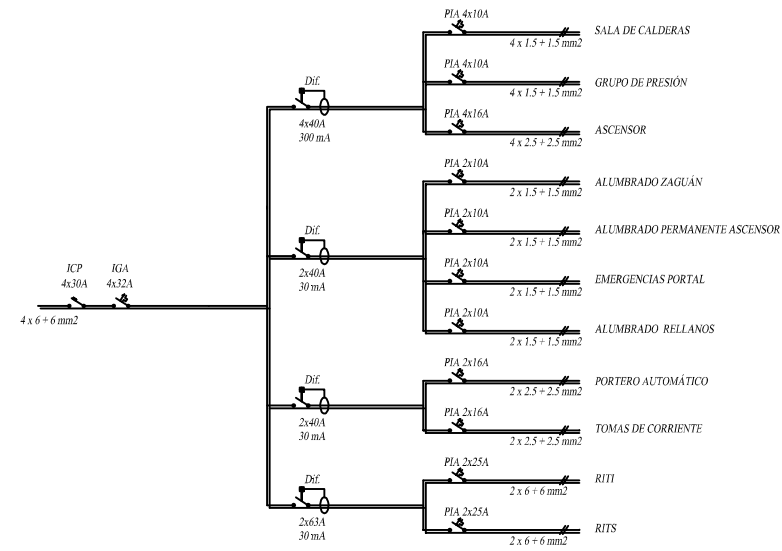 ICP
4x30A
IGA
4x32A
4 x 6 + 6 mm2
Dif.
4x40A
300 mA
PIA 4x10A
4 x 1.5 + 1.5 mm2
SALA DE CALDERAS
PIA 4x10A
4 x 1.5 + 1.5 mm2
GRUPO DE PRESIÓN
PIA 4x16A
4 x 2.5 + 2.5 mm2
ASCENSOR
Dif.
2x40A
30 mA
PIA 2x10A
2 x 1.5 + 1.5 mm2
ALUMBRADO ZAGUÁN
PIA 2x10A
2 x 1.5 + 1.5 mm2
ALUMBRADO PERMANENTE ASCENSOR
PIA 2x10A
2 x 1.5 + 1.5 mm2
EMERGENCIAS PORTAL
PIA 2x10A
2 x 1.5 + 1.5 mm2
ALUMBRADO RELLANOS
Dif.
2x40A
30 mA
PIA 2x16A
2 x 2.5 + 2.5 mm2
PORTERO AUTOMÁTICO
PIA 2x16A
2 x 2.5 + 2.5 mm2
TOMAS DE CORRIENTE
Dif.
2x63A
30 mA
PIA 2x25A
2 x 6 + 6 mm2
RITI
PIA 2x25A
2 x 6 + 6 mm2
RITS